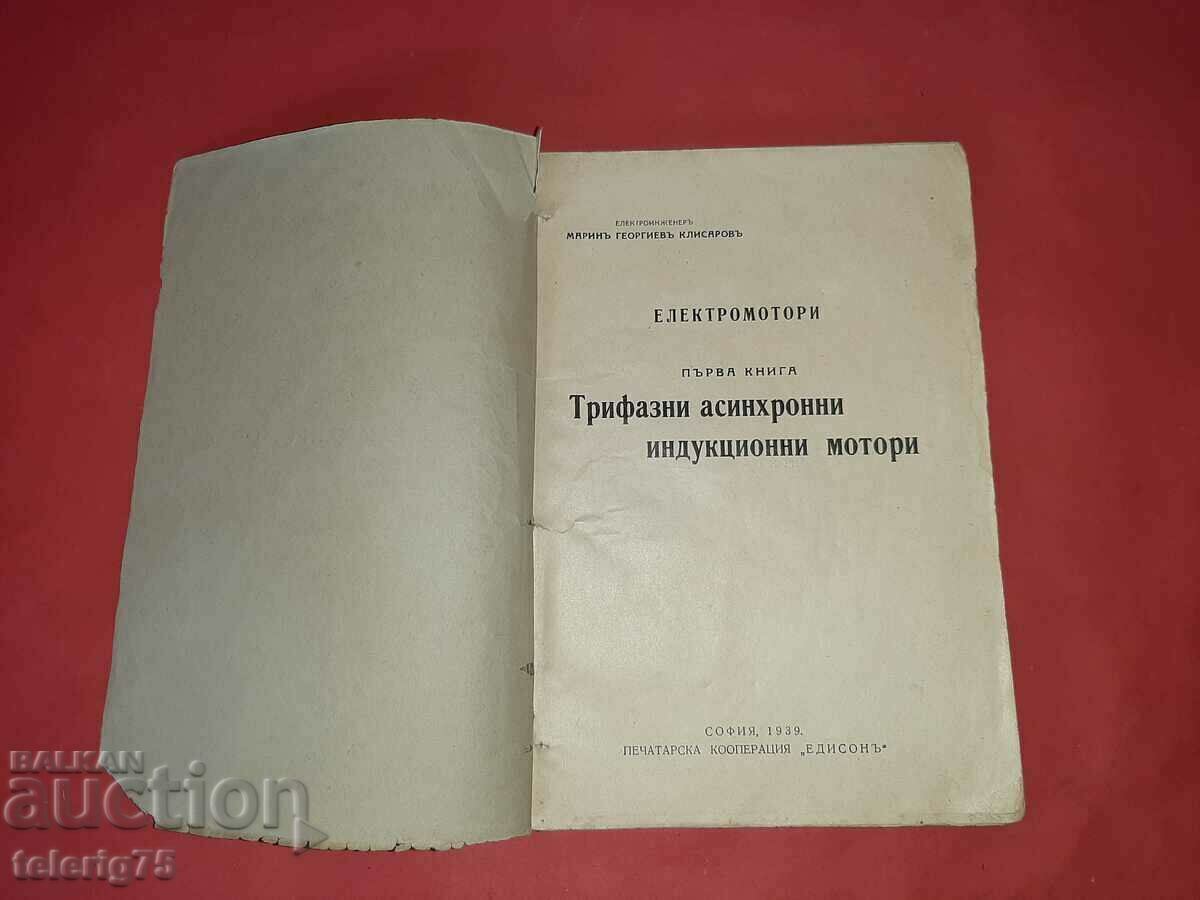 ЕЛЕКТРОИНЖЕНЕРЪ
МАРИНЪ ГЕОРГИЕВЪ КЛИСАРОВЪ
ЕЛЕКТРОМОТОРИ
ПЪРВА КНИГА
Трифазни асинхронни
индукционни мотори
СОФИЯ, 1939.
ПЕЧАТАРСКА КООПЕРАЦИЯ „ЕДИСОНЪ“
BALKAN
auction
telerig75